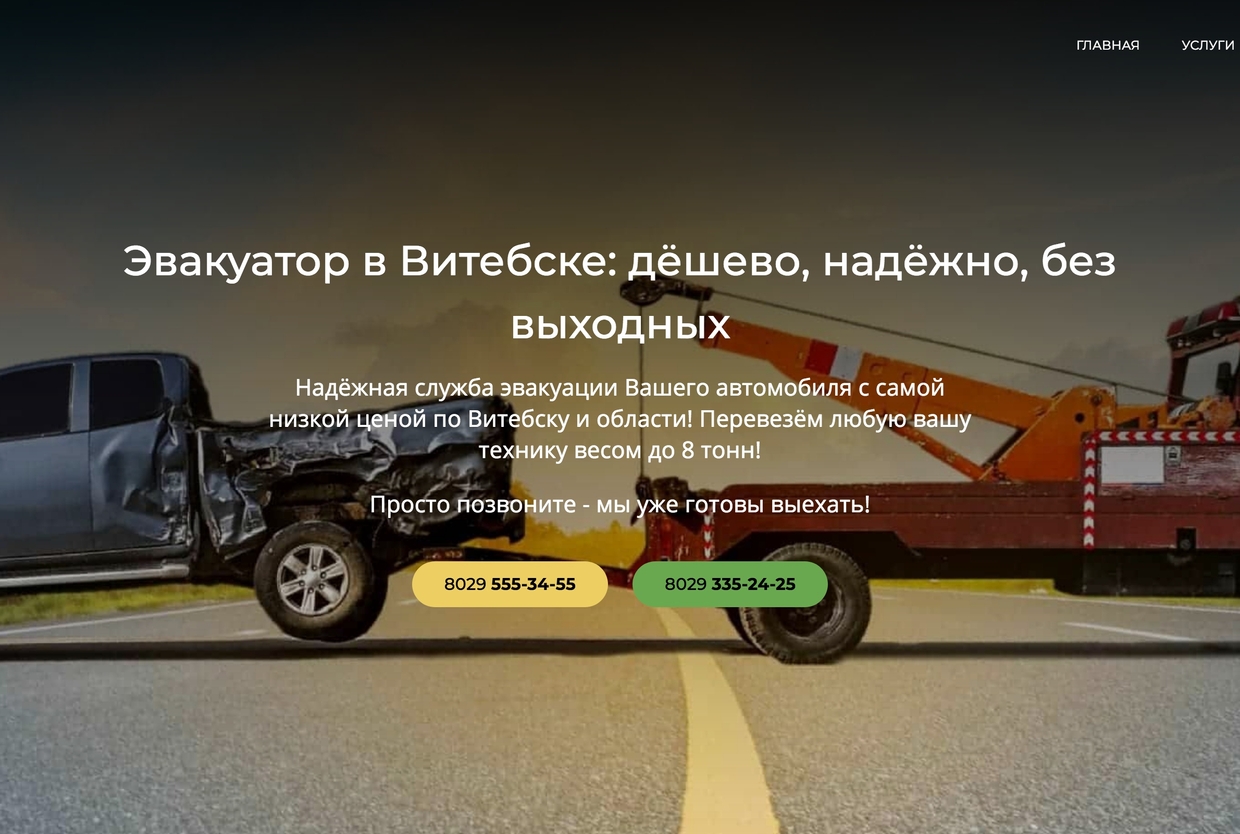 ГЛАВНАЯ УСЛУГИ
Эвакуатор в Витебске: дёшево, надёжно, без
выходных
Надёжная служба эвакуации Вашего автомобиля с самой
низкой ценой по Витебску и области! Перевезём любую вашу
технику весом до 8 тонн!
Просто позвоните - мы уже готовы выехать!
8029 555-34-55 8029 335-24-25